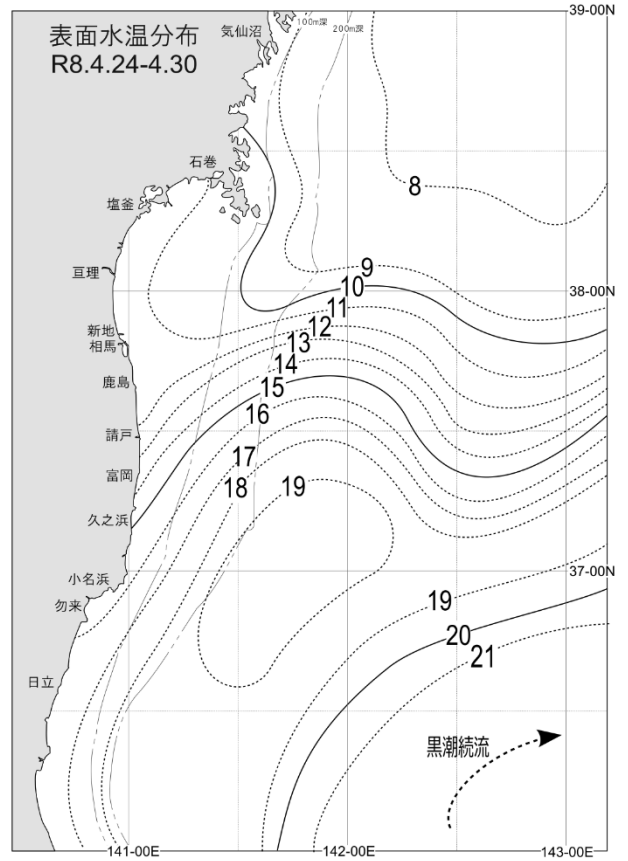 表面水温分布
R8.4.24-4.30
39-00N
100m深
200m深
気仙沼
石巻
塩釜
亘理
新地
相馬
鹿島
請戸
富岡
久之浜
小名浜
勿来
日立
8
9
10
11
12
13
14
15
16
17
18
19
38-00N
37-00N
19
20
21
黒潮続流
141-00E
142-00E
143-00E